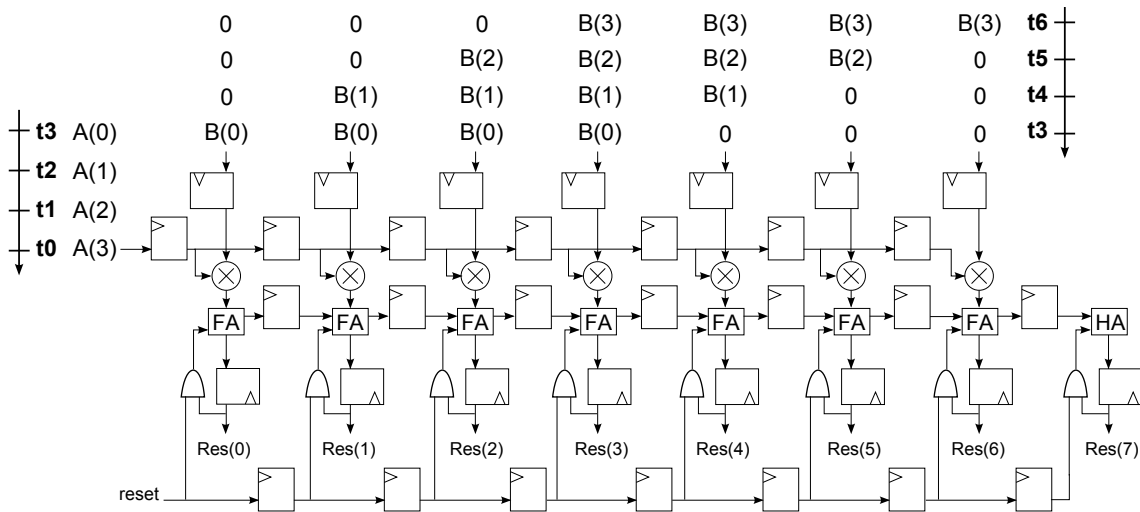 0 0 0 B(3) B(3) B(3) B(3) t6
0 0 B(2) B(2) B(2) B(2) 0 t5
0 B(1) B(1) B(1) B(1) 0 0 t4
t3 A(0) B(0) B(0) B(0) B(0) 0 0 0 t3
t2 A(1)
t1 A(2)
t0 A(3)
FA FA FA FA FA FA FA HA
Res(0) Res(1) Res(2) Res(3) Res(4) Res(5) Res(6) Res(7)
reset